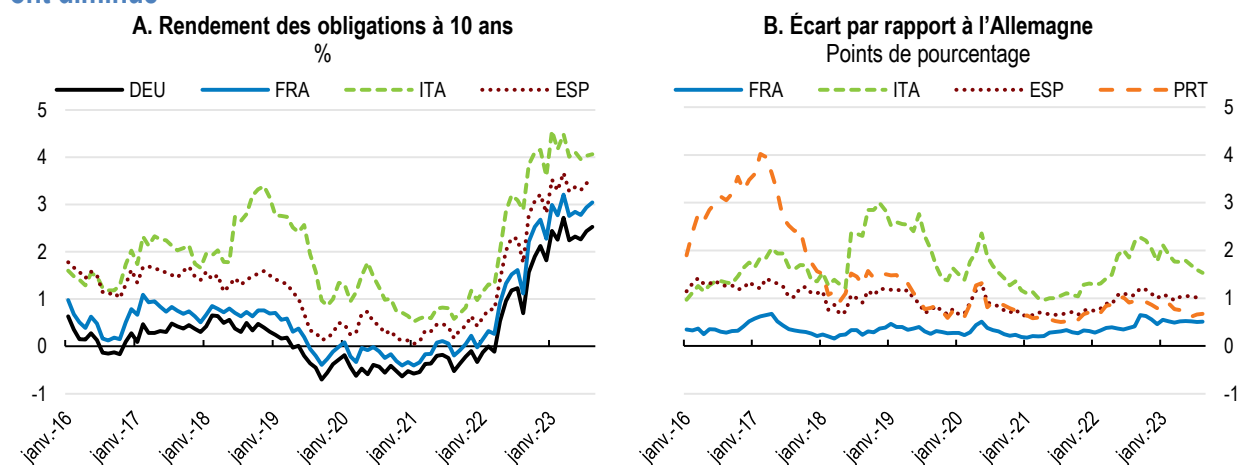 ont diminué
A. Rendement des obligations à 10 ans
%
DEU FRA ITA ESP
5
4
3
2
1
0
-1
janv.-16 janv.-17 janv.-18 janv.-19 janv.-20 janv.-21 janv.-22 janv.-23
B. Écart par rapport à l’Allemagne
Points de pourcentage
FRA ITA ESP PRT
5
4
3
2
1
0
-1
janv.-16 janv.-17 janv.-18 janv.-19 janv.-20 janv.-21 janv.-22 janv.-23